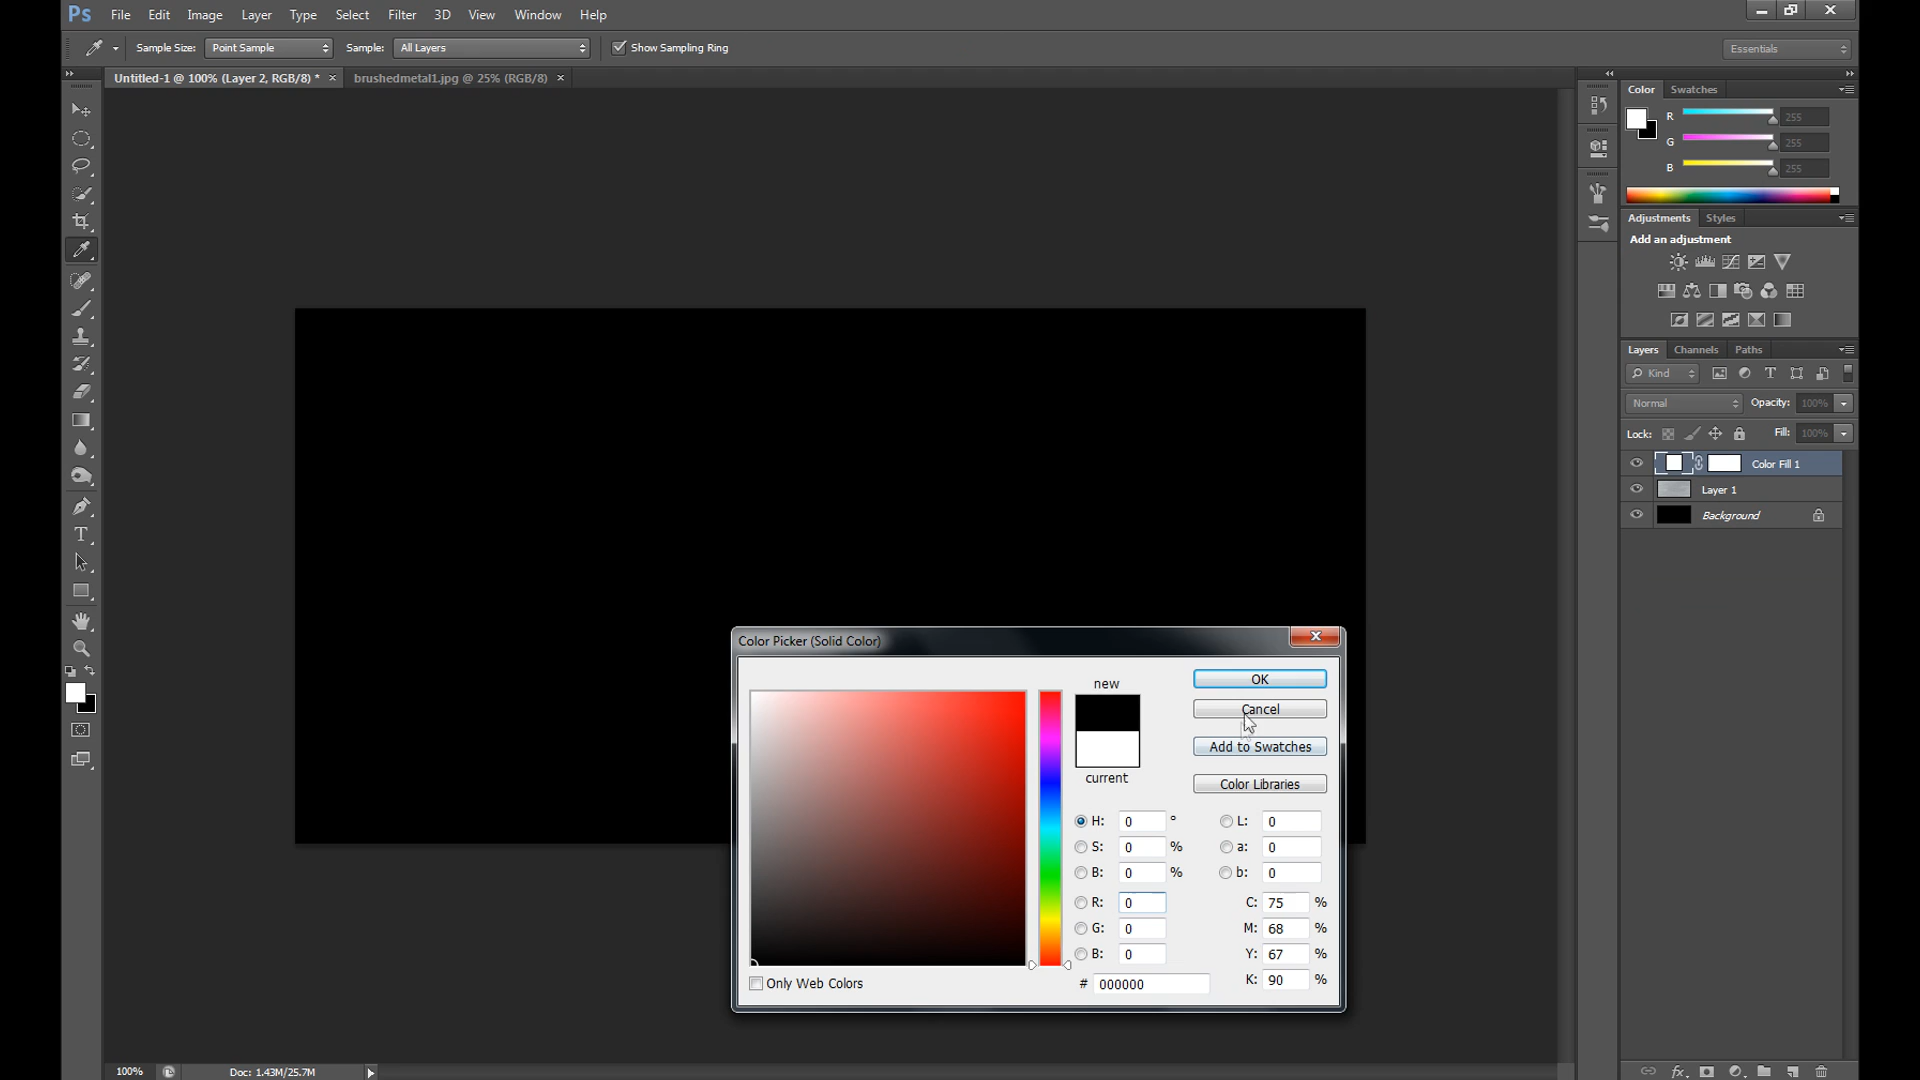 Ps File Edit Image Layer Type Select Filter 3D View Window Help
Sample Size: Point Sample Sample: All Layers Show Sampling Ring Essentials
Untitled-1 @ 100% (Layer 2, RGB/8) * × brushedmetal1.jpg @ 25% (RGB/8) ×
Color Swatches
R 255
G 255
B 255
Adjustments Styles
Add an adjustment
Layers Channels Paths
Kind
Normal Opacity: 100%
Lock: Fill: 100%
Color Fill 1
Layer 1
Background
Color Picker (Solid Color)
new
current
OK
Cancel
Add to Swatches
Color Libraries
H: 0 °
S: 0 %
B: 0 %
R: 0
G: 0
B: 0
# 000000
L: 0
a: 0
b: 0
C: 75 %
M: 68 %
Y: 67 %
K: 90 %
Only Web Colors
100% Doc: 1.43M/25.7M